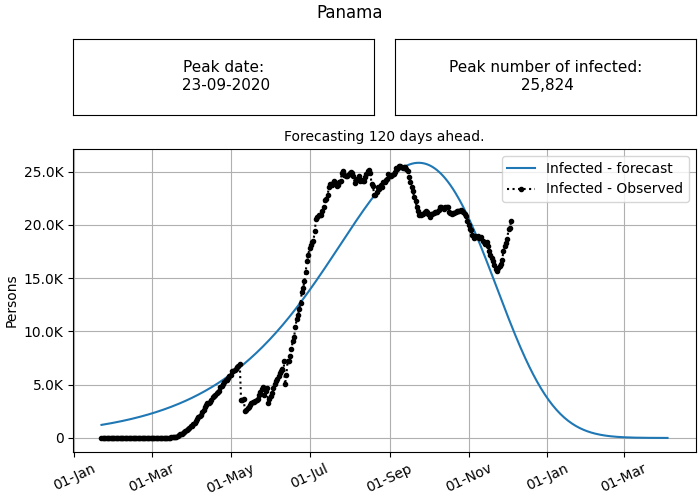 Panama
Peak date:
23-09-2020
Peak number of infected:
25,824
Forecasting 120 days ahead.
Infected - forecast
Infected - Observed
25.0K
20.0K
15.0K
10.0K
5.0K
0
Persons
01-Jan
01-Mar
01-May
01-Jul
01-Sep
01-Nov
01-Jan
01-Mar